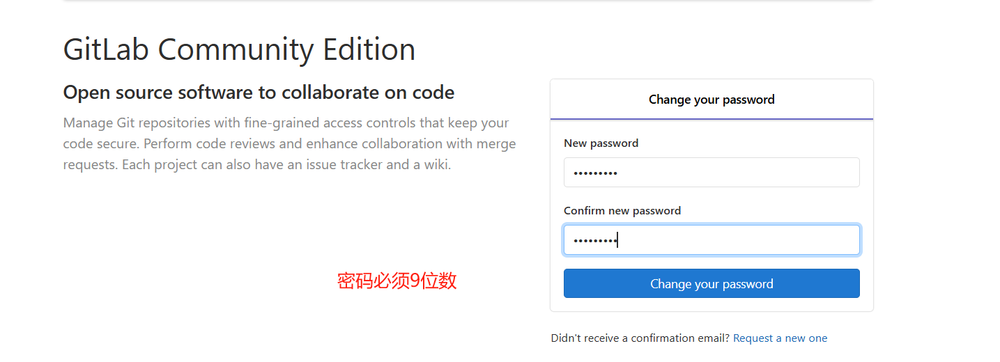 GitLab Community Edition
Open source software to collaborate on code
Manage Git repositories with fine-grained access controls that keep your
code secure. Perform code reviews and enhance collaboration with merge
requests. Each project can also have an issue tracker and a wiki.
密码必须9位数
Change your password
New password
•••••••••
Confirm new password
•••••••••
Change your password
Didn't receive a confirmation email? Request a new one